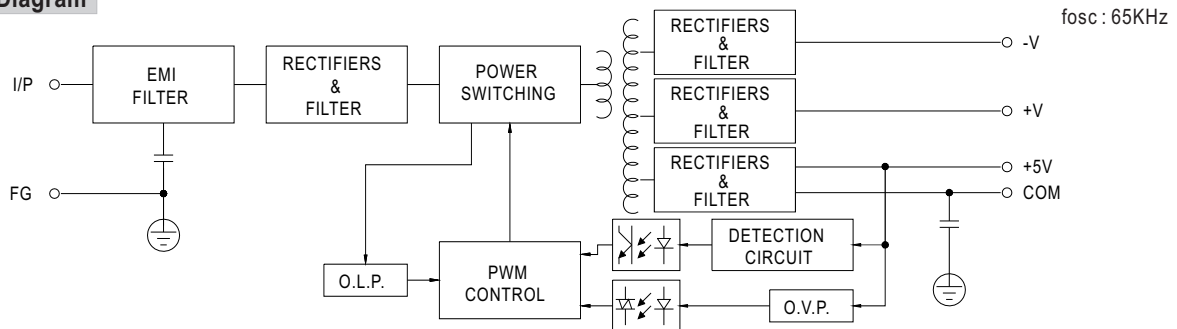 Diagram
fosc : 65KHz
I/P
EMI
FILTER
RECTIFIERS
&
FILTER
POWER
SWITCHING
RECTIFIERS
&
FILTER
-V
RECTIFIERS
&
FILTER
+V
RECTIFIERS
&
FILTER
+5V
COM
FG
O.L.P.
PWM
CONTROL
DETECTION
CIRCUIT
O.V.P.